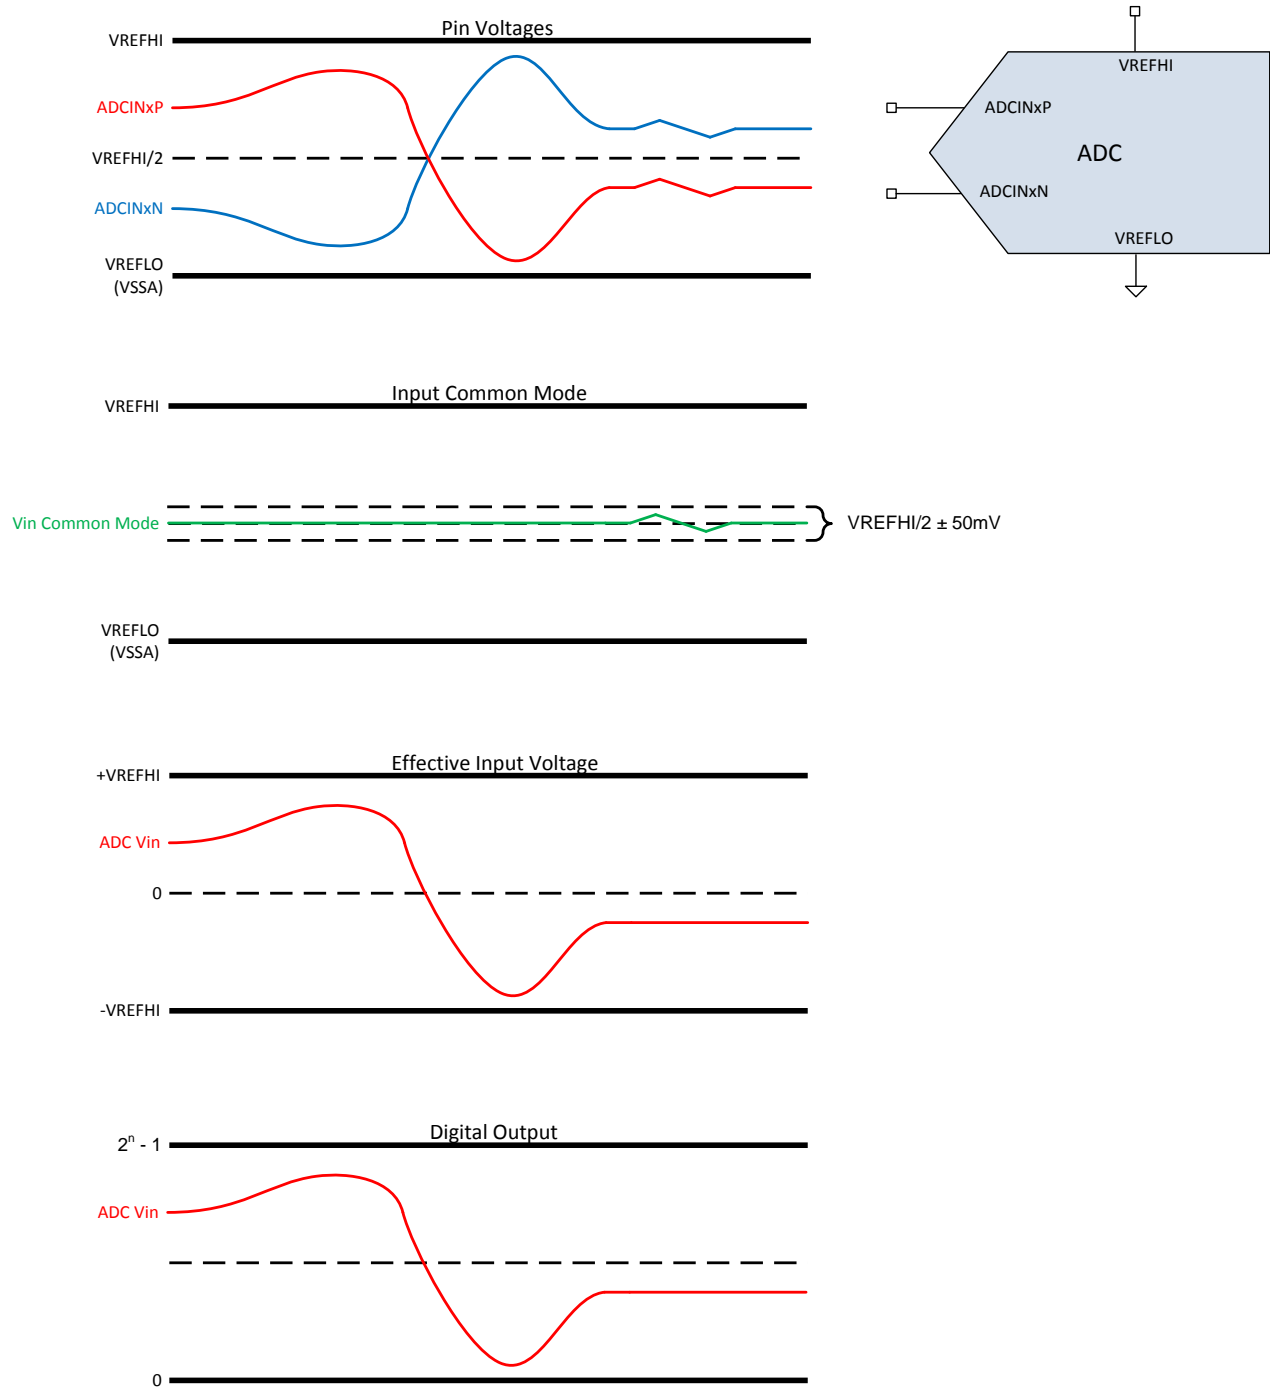 Pin Voltages
VREFHI
ADCINxP
VREFHI/2
ADCINxN
VREFLO
(VSSA)
VREFHI
ADCINxP
ADC
ADCINxN
VREFLO
Input Common Mode
VREFHI
Vin Common Mode
VREFHI/2 ± 50mV
VREFLO
(VSSA)
Effective Input Voltage
+VREFHI
ADC Vin
0
-VREFHI
Digital Output
2ⁿ - 1
ADC Vin
0